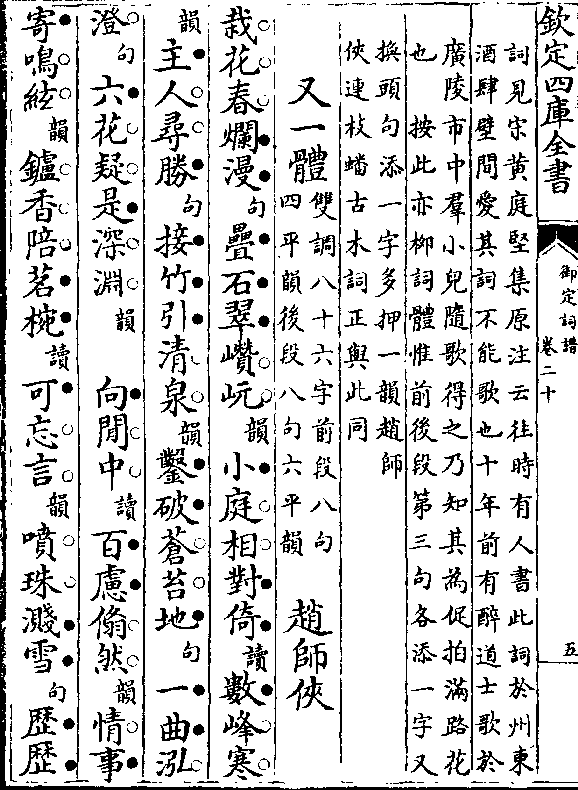 欽定四庫全書
御定詞譜
卷二十
五
詞見宋黃庭堅集原注云往時有人書此詞於州東
酒肆壁間愛其詞不能歌也十年前有醉道士歌於
廣陵市中羣小兒隨歌得之乃知其為促拍滿路花
也 按此亦柳詞體惟前後段第三句各添一字又
換頭句添一字多押一韻趙師
俠連枝蟠古木詞正與此同
又一體 雙調八十六字前段八句四平韻後段八句六平韻 趙師俠
栽花春爛漫句疊石翠巑岏韻小庭相對倚讀數峰寒
韻主人尋勝句接竹引清泉韻鑿破蒼苔地句一曲泓
澄句六花疑是深淵韻 向閒中讀百慮翛然韻情事
寄鳴絃韻鑪香陪茗椀讀可忘言韻噴珠濺雪句歷歷